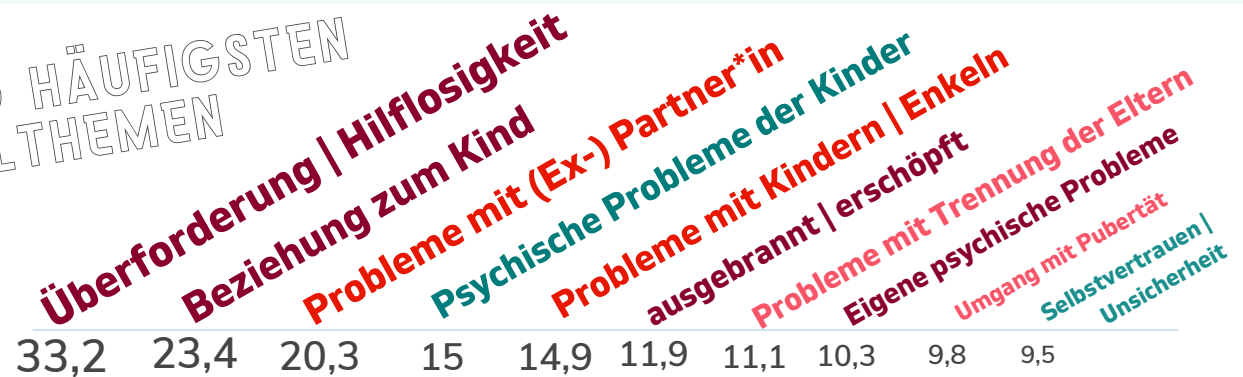 HÄUFIGSTEN
THEMEN
Überforderung | Hilflosigkeit
Beziehung zum Kind
Probleme mit (Ex-) Partner*in
Psychische Probleme der Kinder
Probleme mit Kindern | Enkeln
ausgebrannt | erschöpft
Probleme mit Trennung der Eltern
Eigene psychische Probleme
Umgang mit Pubertät
Selbstvertrauen |
Unsicherheit
33,2 23,4 20,3 15 14,9 11,9 11,1 10,3 9,8 9,5